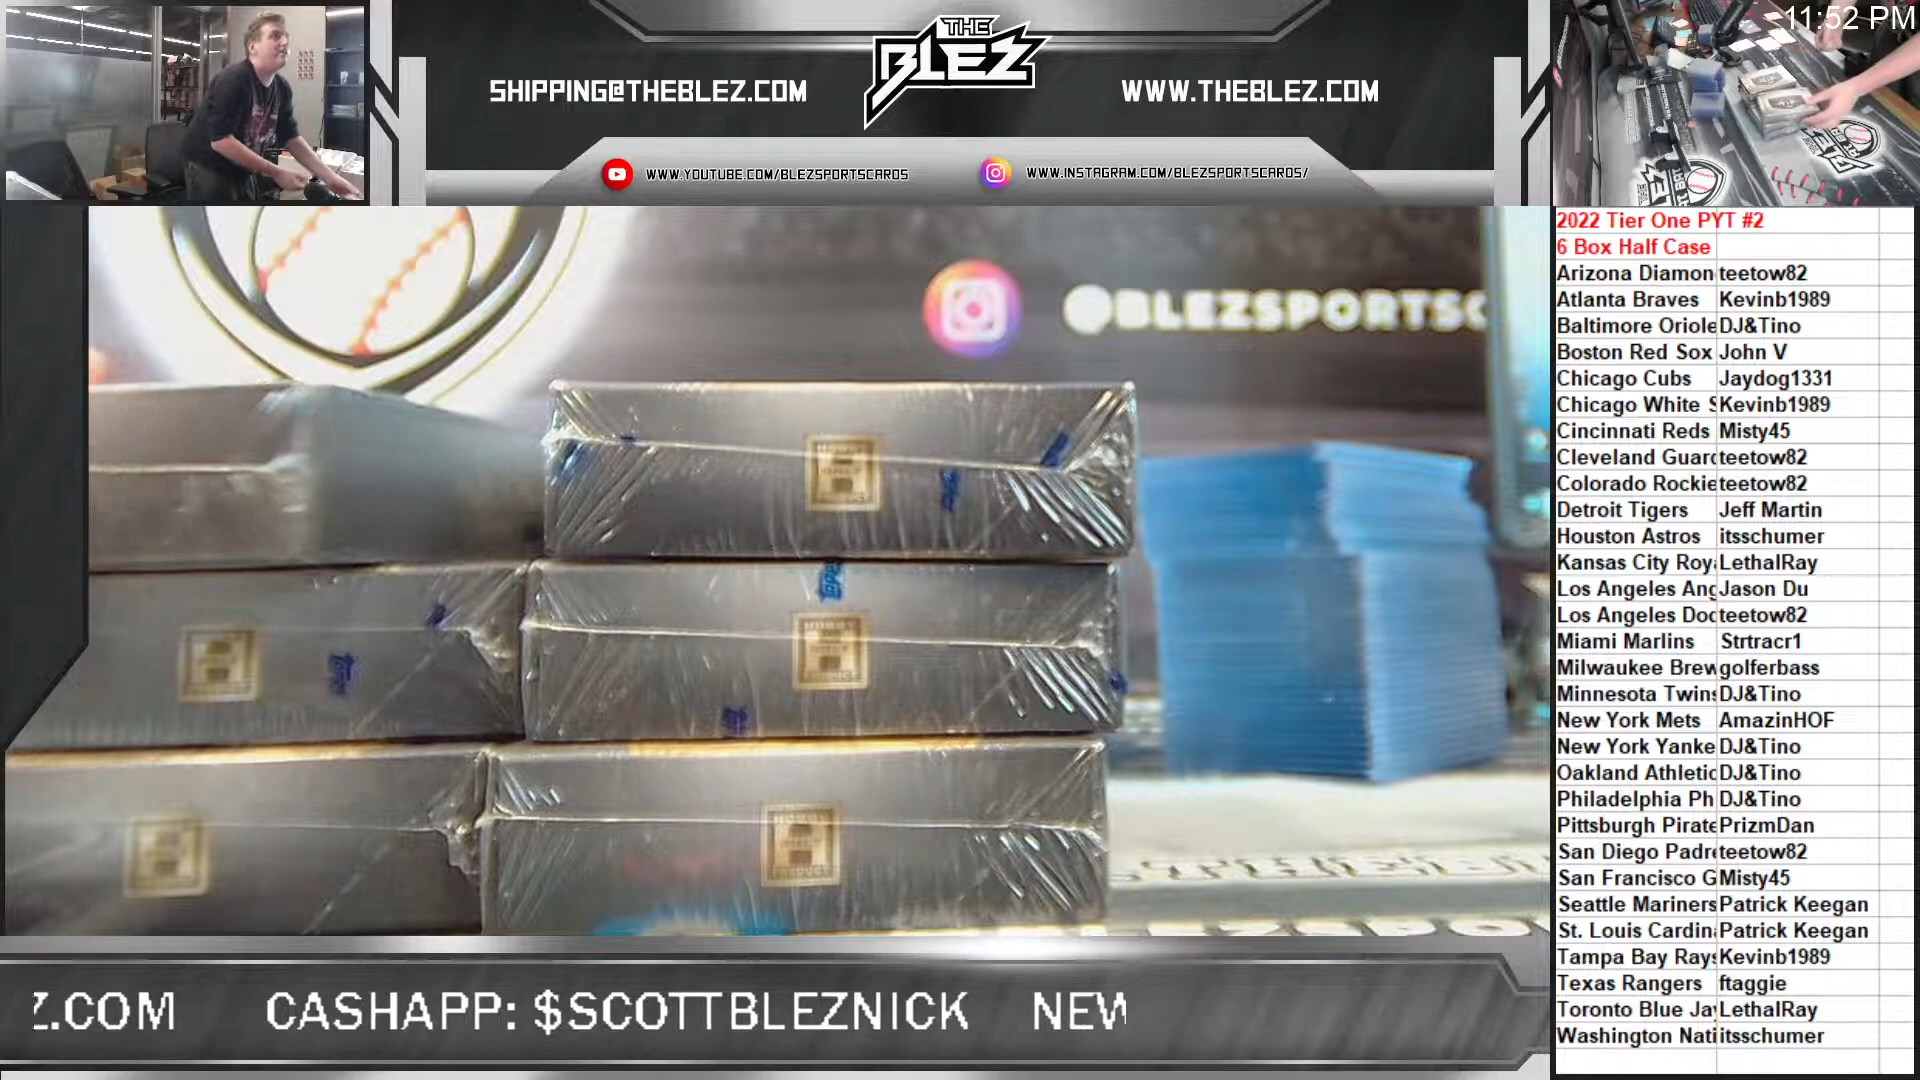 THE
BLEZ
SHIPPING@THEBLEZ.COM
WWW.THEBLEZ.COM
WWW.YOUTUBE.COM/BLEZSPORTSCARDS
WWW.INSTAGRAM.COM/BLEZSPORTSCARDS/
11:52 PM
@BLEZSPORTSC
2022 Tier One PYT #2
6 Box Half Case
Arizona Diamon teetow82
Atlanta Braves Kevinb1989
Baltimore Oriole DJ&Tino
Boston Red Sox John V
Chicago Cubs Jaydog1331
Chicago White S Kevinb1989
Cincinnati Reds Misty45
Cleveland Guard teetow82
Colorado Rockie teetow82
Detroit Tigers Jeff Martin
Houston Astros itsschumer
Kansas City Roya LethalRay
Los Angeles Ang Jason Du
Los Angeles Dod teetow82
Miami Marlins Strtracr1
Milwaukee Brew golferbass
Minnesota Twins DJ&Tino
New York Mets AmazinHOF
New York Yanke DJ&Tino
Oakland Athletic DJ&Tino
Philadelphia Ph DJ&Tino
Pittsburgh Pirate PrizmDan
San Diego Padre teetow82
San Francisco G Misty45
Seattle Mariners Patrick Keegan
St. Louis Cardina Patrick Keegan
Tampa Bay Rays Kevinb1989
Texas Rangers ftaggie
Toronto Blue Jay LethalRay
Washington Nati itsschumer
Z.COM CASHAPP: $SCOTTBLEZNICK NEW